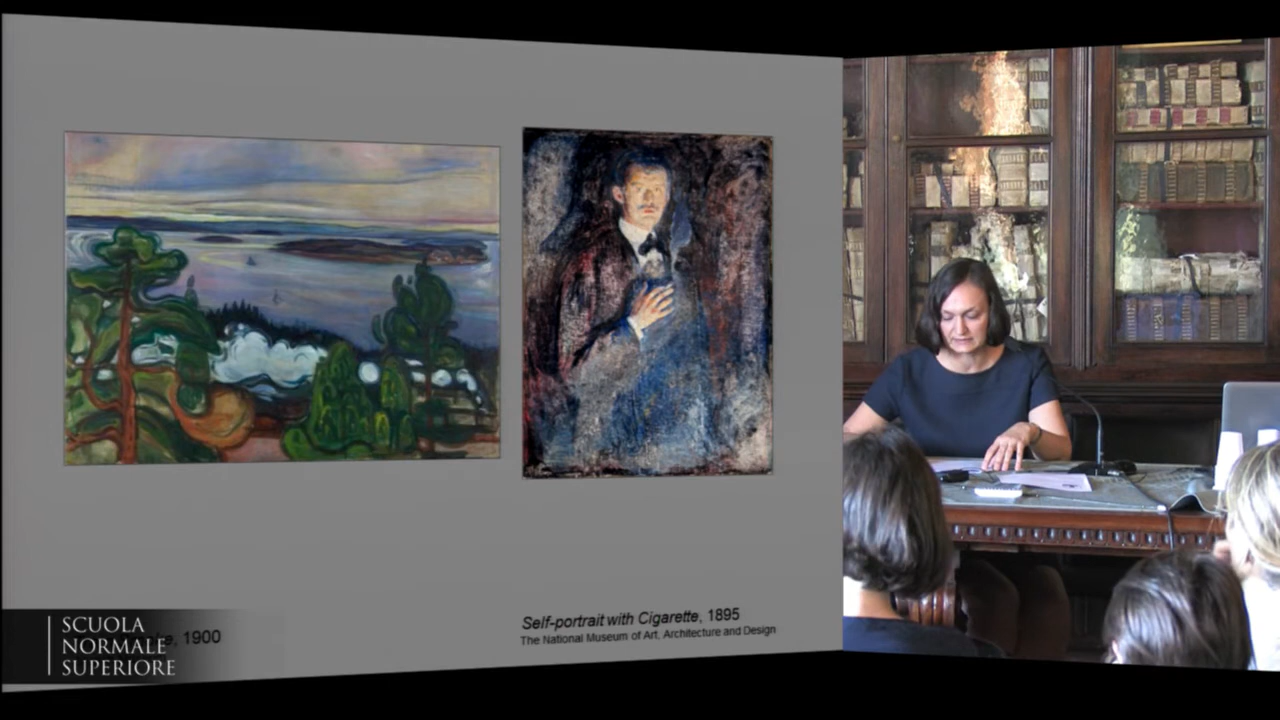 Self-portrait with Cigarette, 1895
The National Museum of Art, Architecture and Design
, 1900
SCUOLA
NORMALE
SUPERIORE